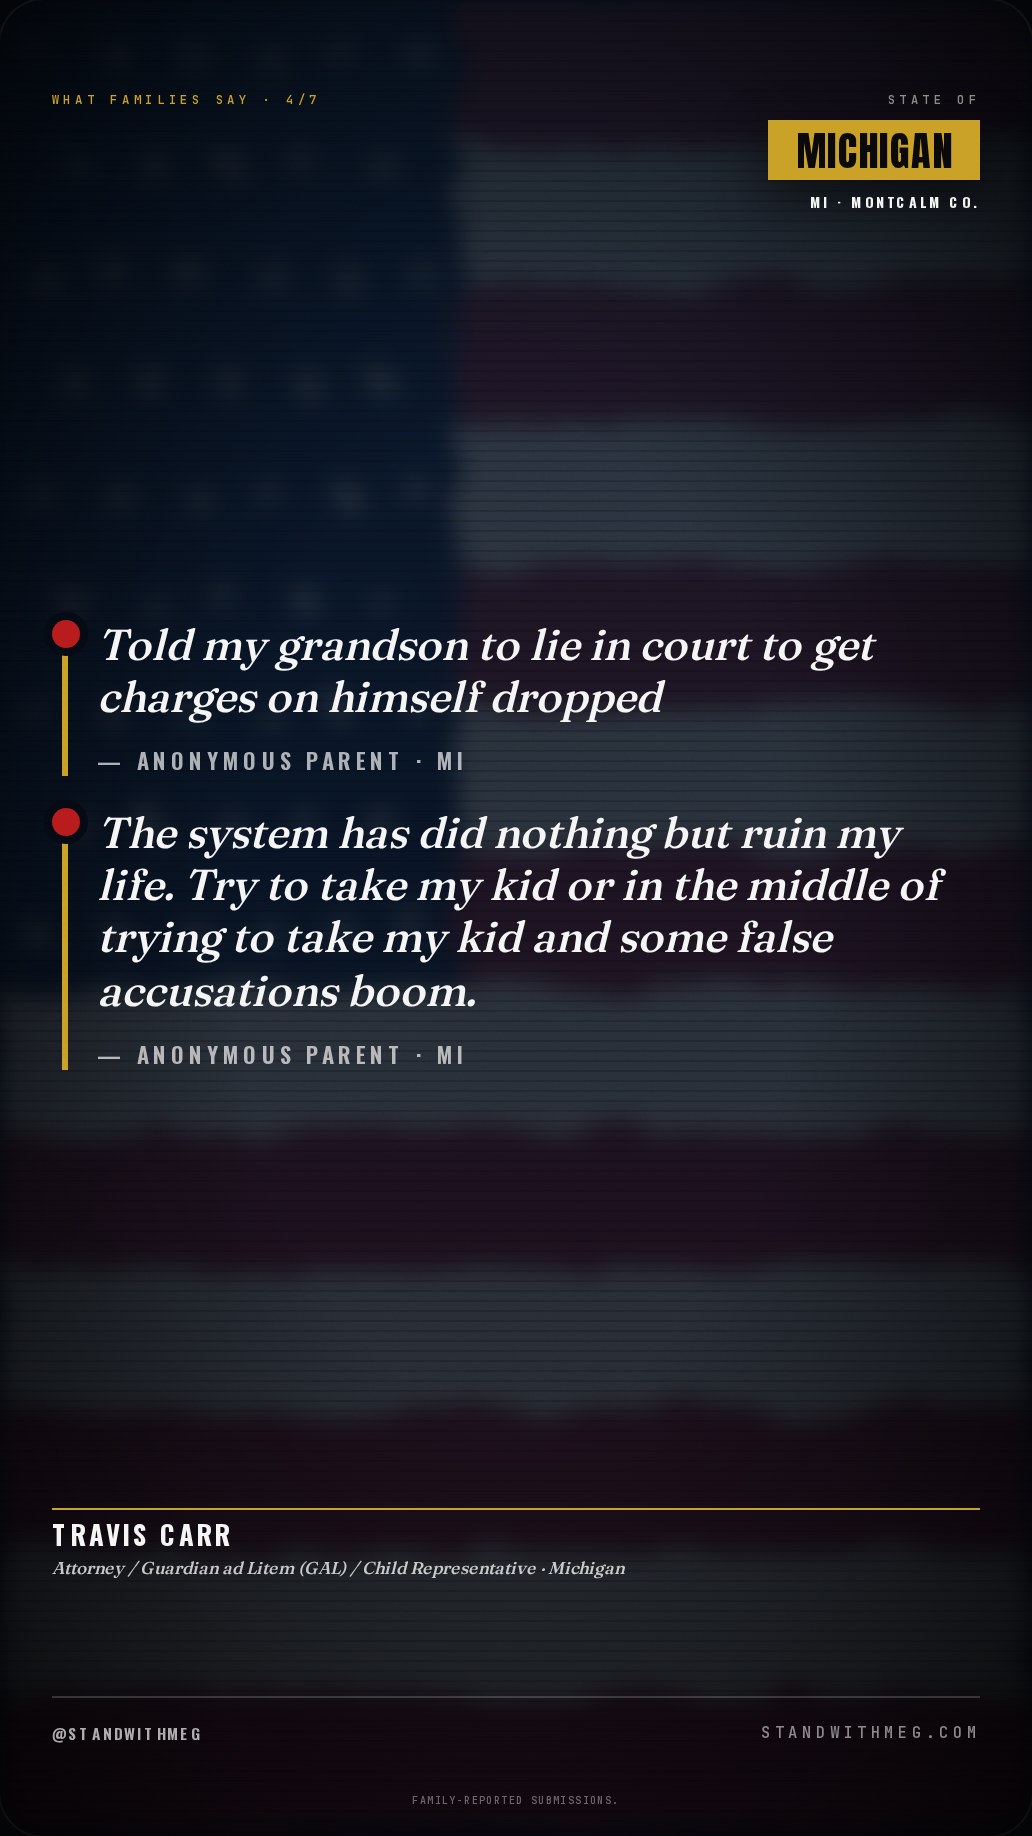 WHAT FAMILIES SAY · 4/7
STATE OF
MICHIGAN
MI · MONTCALM CO.
Told my grandson to lie in court to get
charges on himself dropped
— ANONYMOUS PARENT · MI
The system has did nothing but ruin my
life. Try to take my kid or in the middle of
trying to take my kid and some false
accusations boom.
— ANONYMOUS PARENT · MI
TRAVIS CARR
Attorney / Guardian ad Litem (GAL) / Child Representative · Michigan
@STANDWITHMEG
STANDWITHMEG.COM
FAMILY-REPORTED SUBMISSIONS.